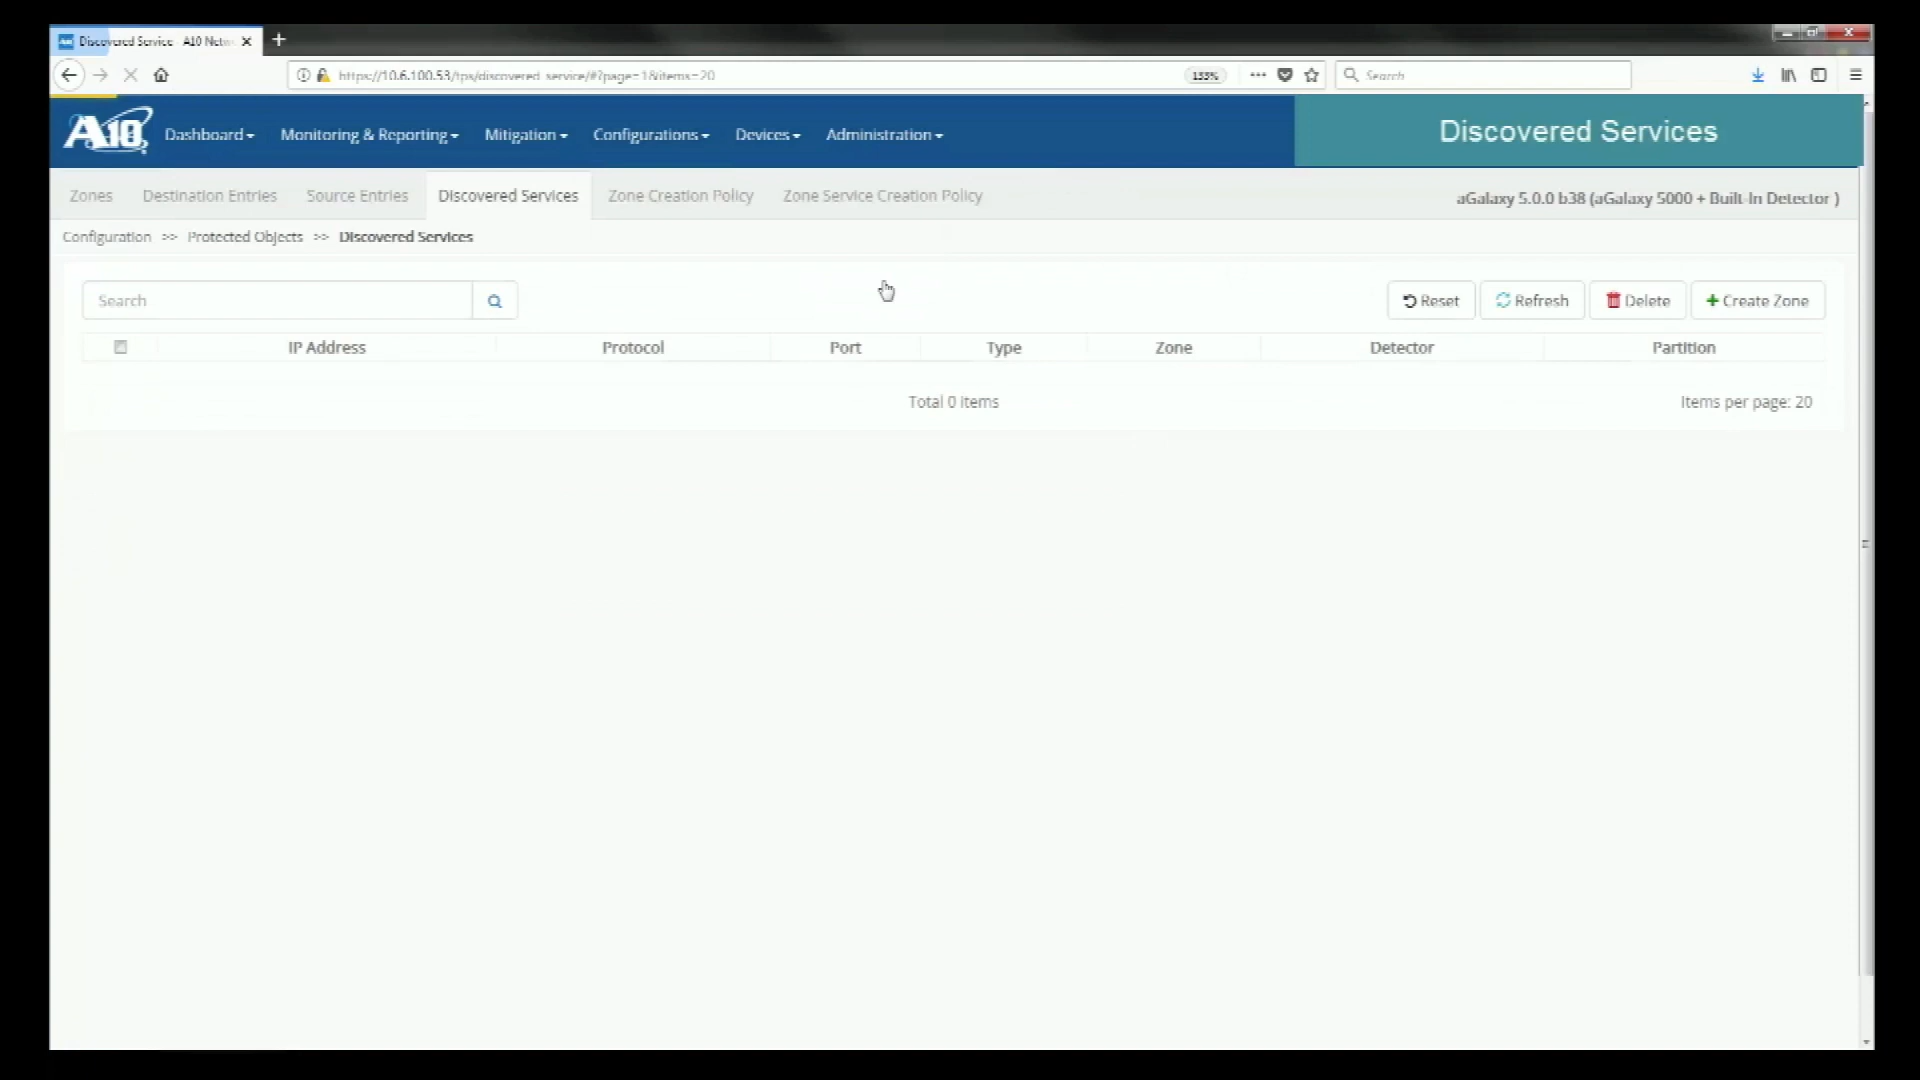 Discovered Service - A10 Netw
https://10.6.100.53/tps/discovered_service/#?page=1&items=20
133%
Search
A10
Dashboard
Monitoring & Reporting
Mitigation
Configurations
Devices
Administration
Discovered Services
Zones
Destination Entries
Source Entries
Discovered Services
Zone Creation Policy
Zone Service Creation Policy
aGalaxy 5.0.0 b38 (aGalaxy 5000 + Built-In Detector )
Configuration >> Protected Objects >> Discovered Services
Search
Reset
Refresh
Delete
Create Zone
IP Address
Protocol
Port
Type
Zone
Detector
Partition
Total 0 items
Items per page: 20